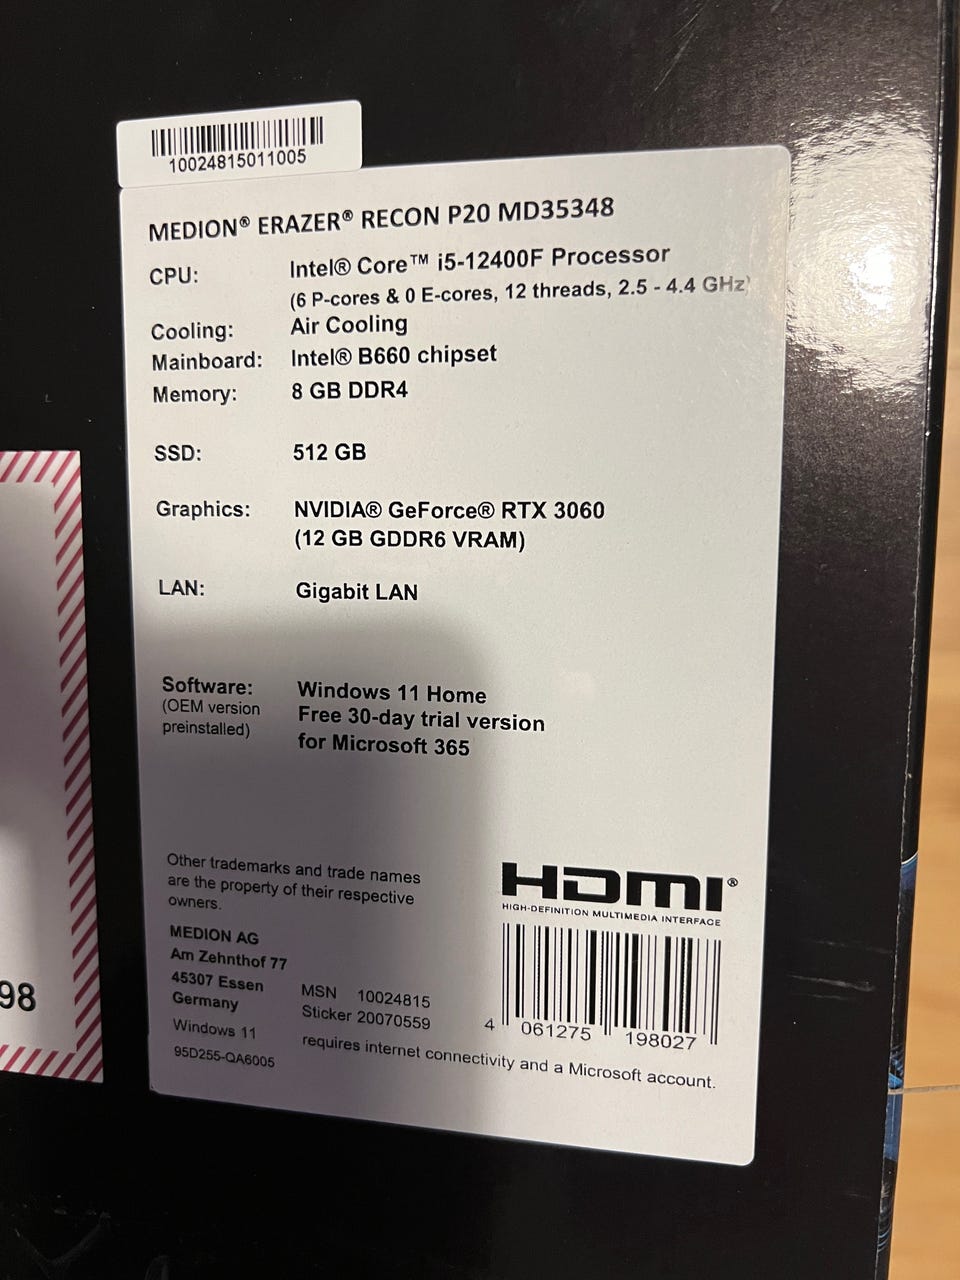 10024815011005
MEDION® ERAZER® RECON P20 MD35348
CPU: Intel® Core™ i5-12400F Processor
(6 P-cores & 0 E-cores, 12 threads, 2.5 - 4.4 GHz)
Cooling: Air Cooling
Mainboard: Intel® B660 chipset
Memory: 8 GB DDR4
SSD: 512 GB
Graphics: NVIDIA® GeForce® RTX 3060
(12 GB GDDR6 VRAM)
LAN: Gigabit LAN
Software: Windows 11 Home
(OEM version Free 30-day trial version
preinstalled) for Microsoft 365
Other trademarks and trade names
are the property of their respective
owners.
HDMI®
HIGH-DEFINITION MULTIMEDIA INTERFACE
MEDION AG
Am Zehnthof 77
45307 Essen
Germany
MSN 10024815
Sticker 20070559
4 061275 198027
Windows 11 requires internet connectivity and a Microsoft account.
95D255-QA6005
98